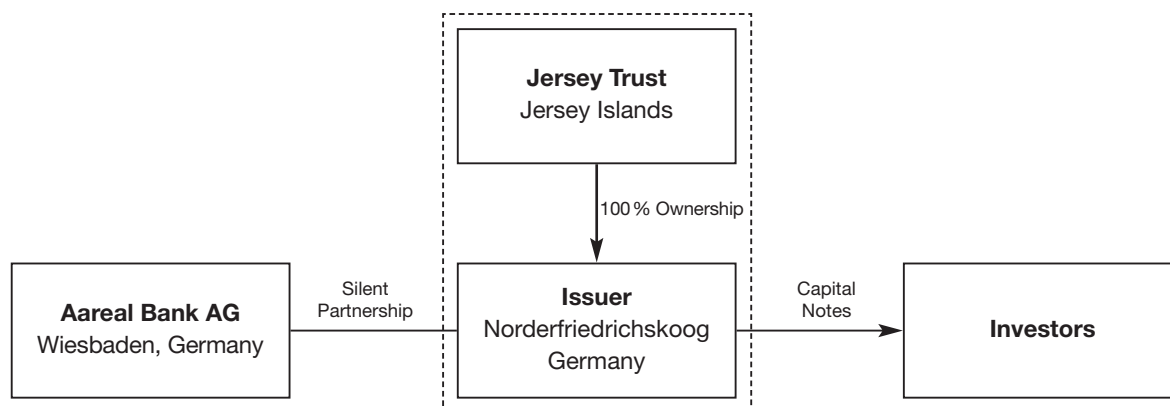 Jersey Trust
Jersey Islands
100 % Ownership
Aareal Bank AG
Wiesbaden, Germany
Silent
Partnership
Issuer
Norderfriedrichskoog
Germany
Capital
Notes
Investors